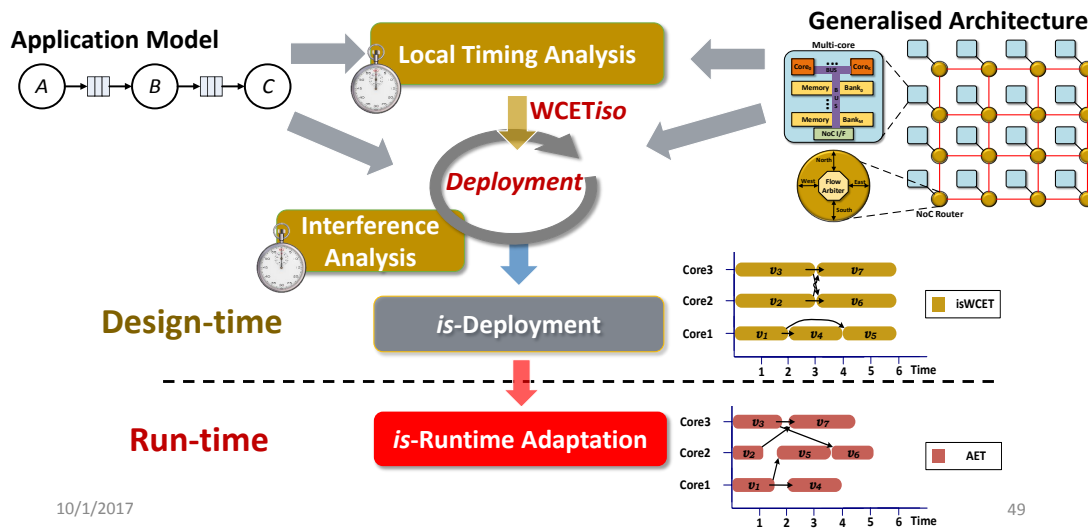 Application Model
A
B
C
Local Timing Analysis
WCETiso
Deployment
Interference
Analysis
Generalised Architecture
Multi-core
Core₀
Coreₖ
BUS
Memory
Bank₀
B
U
S
Memory
Bank_M
NoC I/F
North
West
Flow
Arbiter
East
South
NoC Router
Design-time
is-Deployment
Core3
v₃
v₇
Core2
v₂
v₆
Core1
v₁
v₄
v₅
1 2 3 4 5 6 Time
isWCET
Run-time
is-Runtime Adaptation
Core3
v₃
v₇
Core2
v₂
v₅
v₆
Core1
v₁
v₄
1 2 3 4 5 6 Time
AET
10/1/2017
49